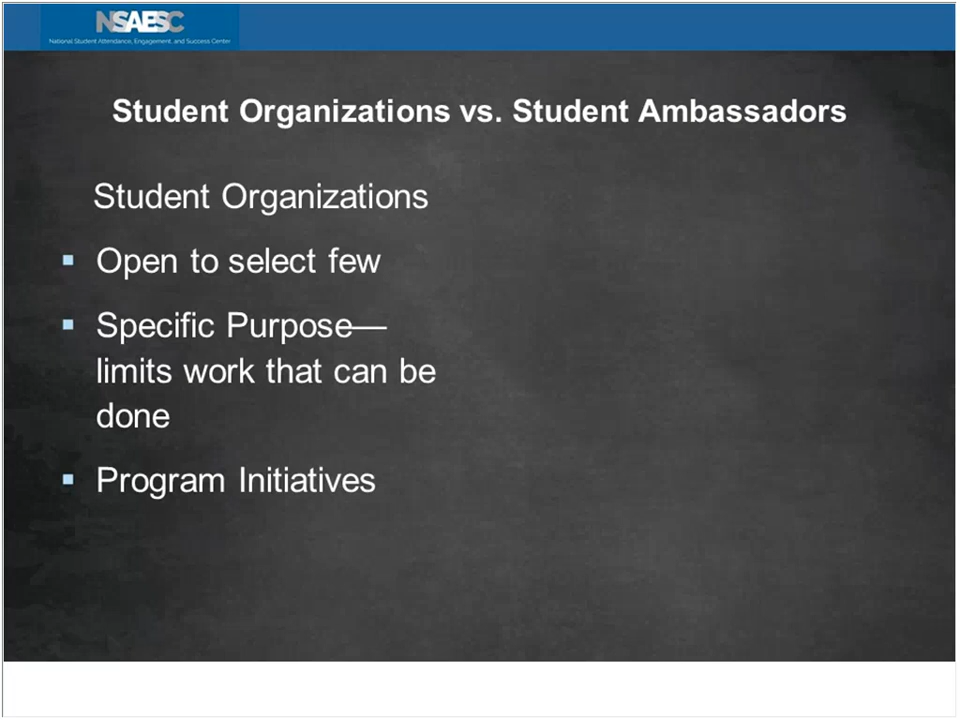 NSAESC
National Student Attendance, Engagement and Success Center
Student Organizations vs. Student Ambassadors
Student Organizations
▪ Open to select few
▪ Specific Purpose—
limits work that can be
done
▪ Program Initiatives